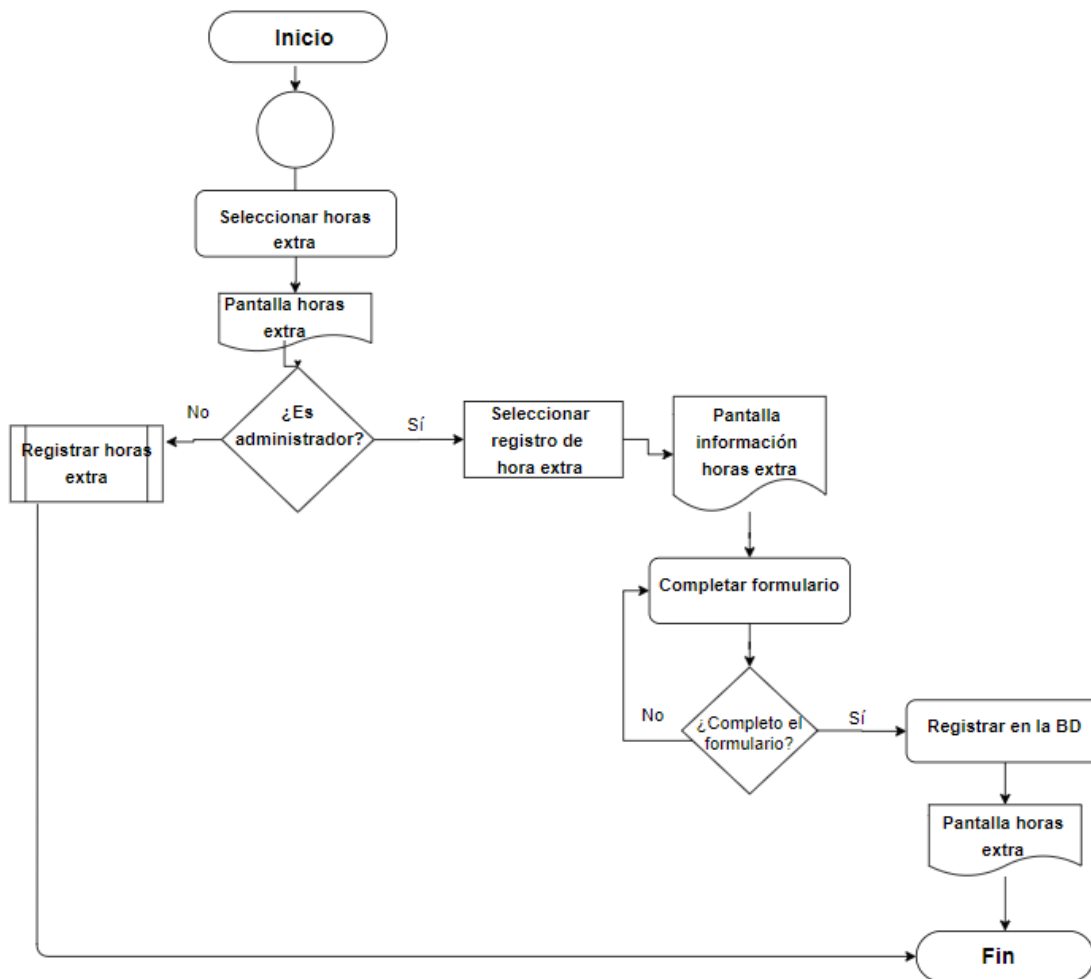 Inicio
Seleccionar horas
extra
Pantalla horas
extra
¿Es
administrador?
No
Sí
Registrar horas
extra
Seleccionar
registro de
hora extra
Pantalla
información
horas extra
Completar formulario
¿Completo el
formulario?
No
Sí
Registrar en la BD
Pantalla horas
extra
Fin